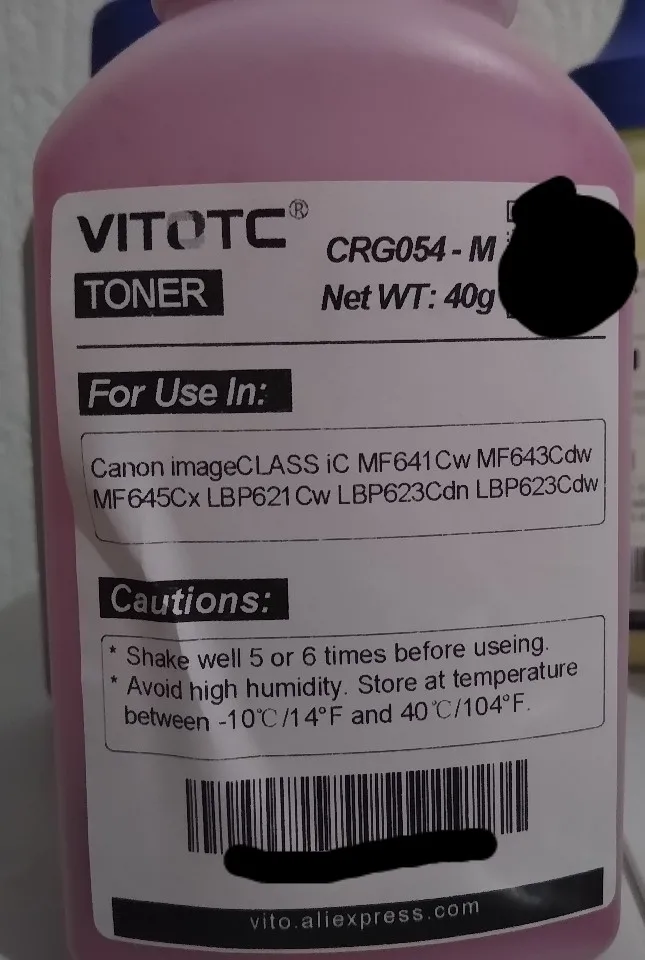 VITOTC®
TONER
CRG054 - M
Net WT: 40g
For Use In:
Canon imageCLASS iC MF641Cw MF643Cdw
MF645Cx LBP621Cw LBP623Cdn LBP623Cdw
Cautions:
* Shake well 5 or 6 times before useing.
* Avoid high humidity. Store at temperature
between -10℃/14°F and 40℃/104°F.
vito.aliexpress.com